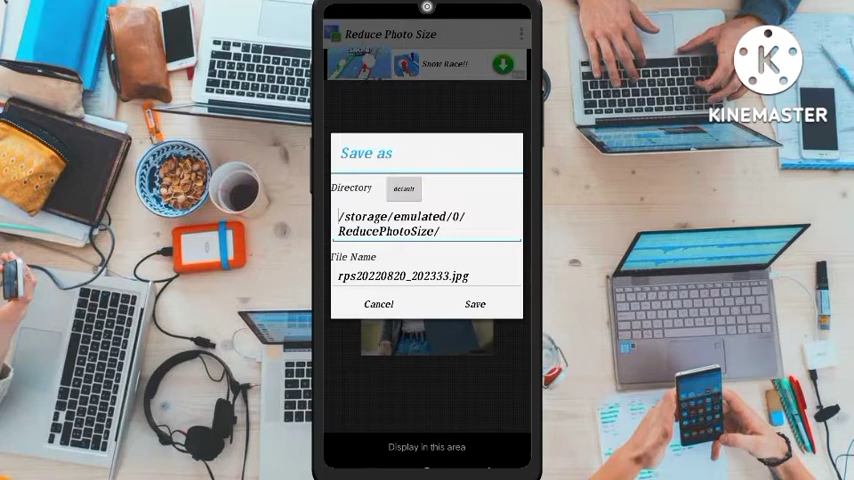 Reduce Photo Size
Snow Race!!
Save as
Directory
default
/storage/emulated/0/
ReducePhotoSize/
File Name
rps20220820_202333.jpg
Cancel
Save
Display in this area
K
KINEMASTER